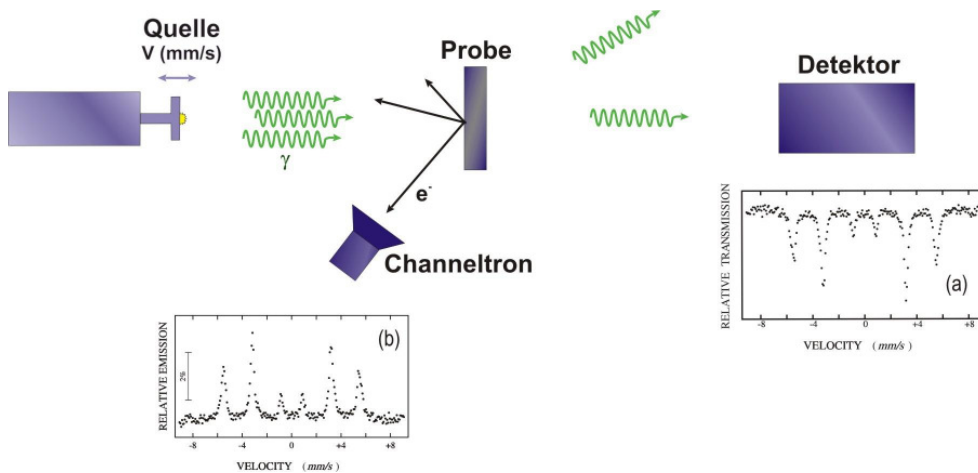 Quelle
V (mm/s)
Probe
Detektor
γ
e⁻
Channeltron
RELATIVE TRANSMISSION
(a)
-8 -4 0 +4 +8
VELOCITY (mm/s)
RELATIVE EMISSION
2%
(b)
-8 -4 0 +4 +8
VELOCITY (mm/s)